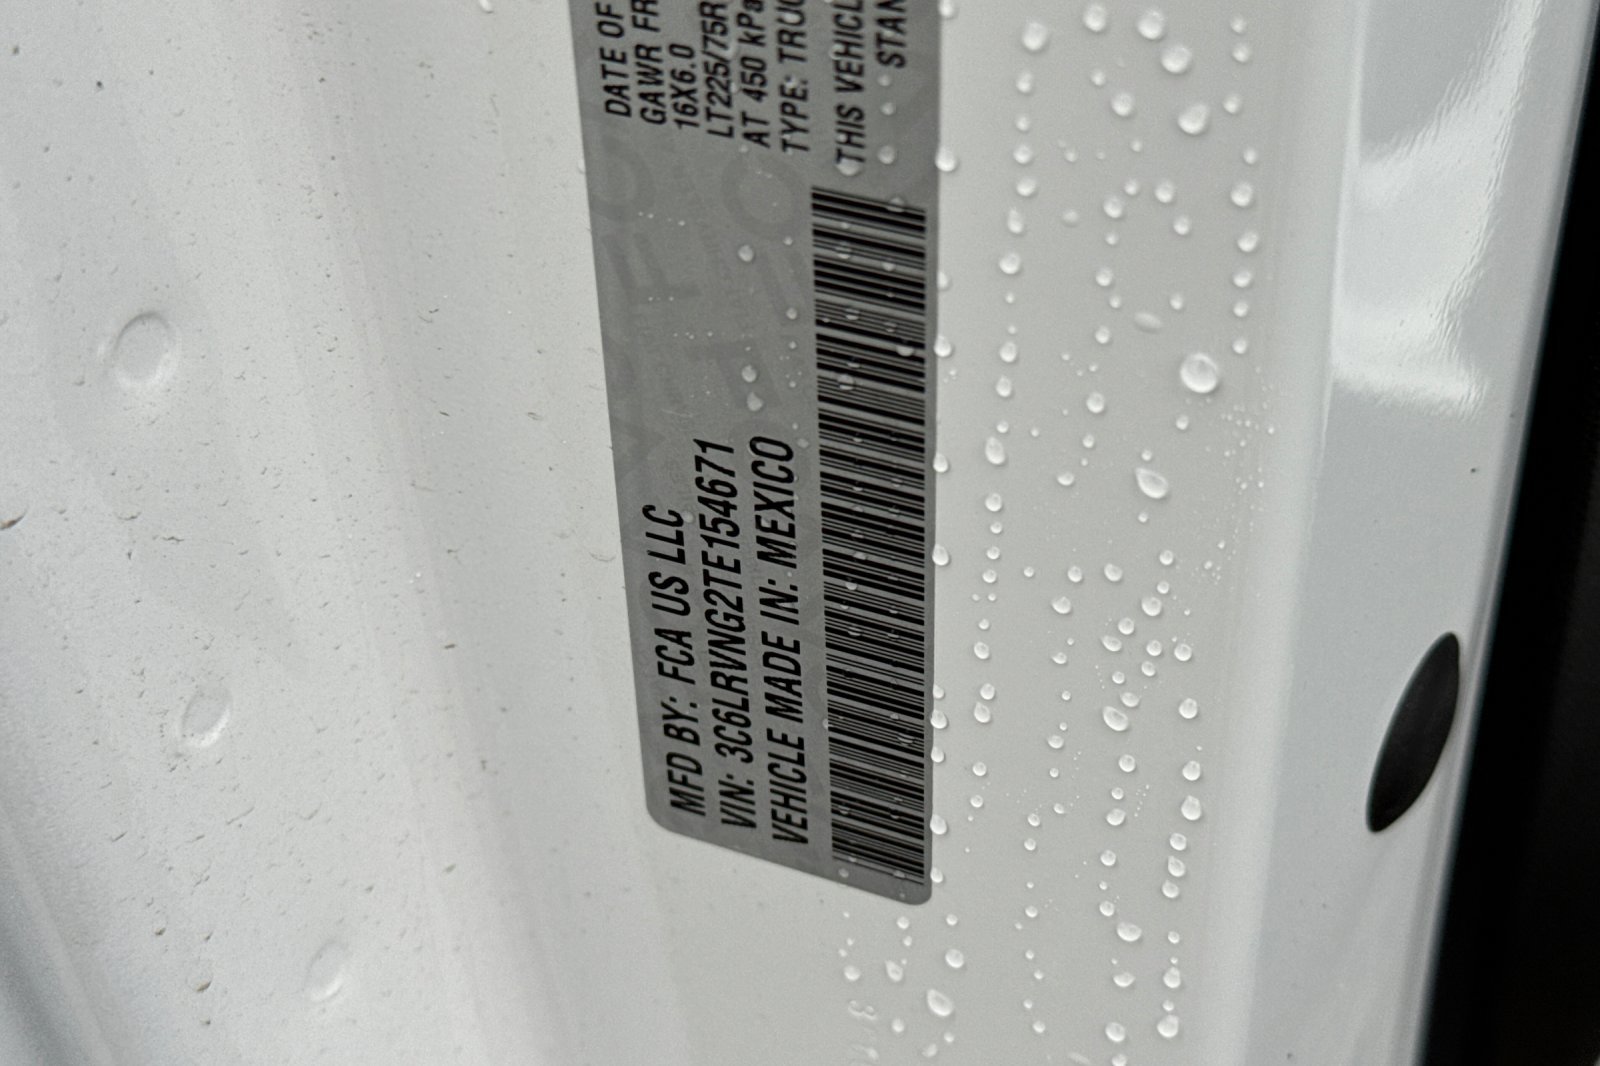 MFD BY: FCA US LLC
VIN: 3C6LRVNG2TE154671
VEHICLE MADE IN: MEXICO
DATE OF
GAWR FR
16X6.0
LT225/75R
AT 450 kPa
TYPE: TRUC
THIS VEHICL
STAN